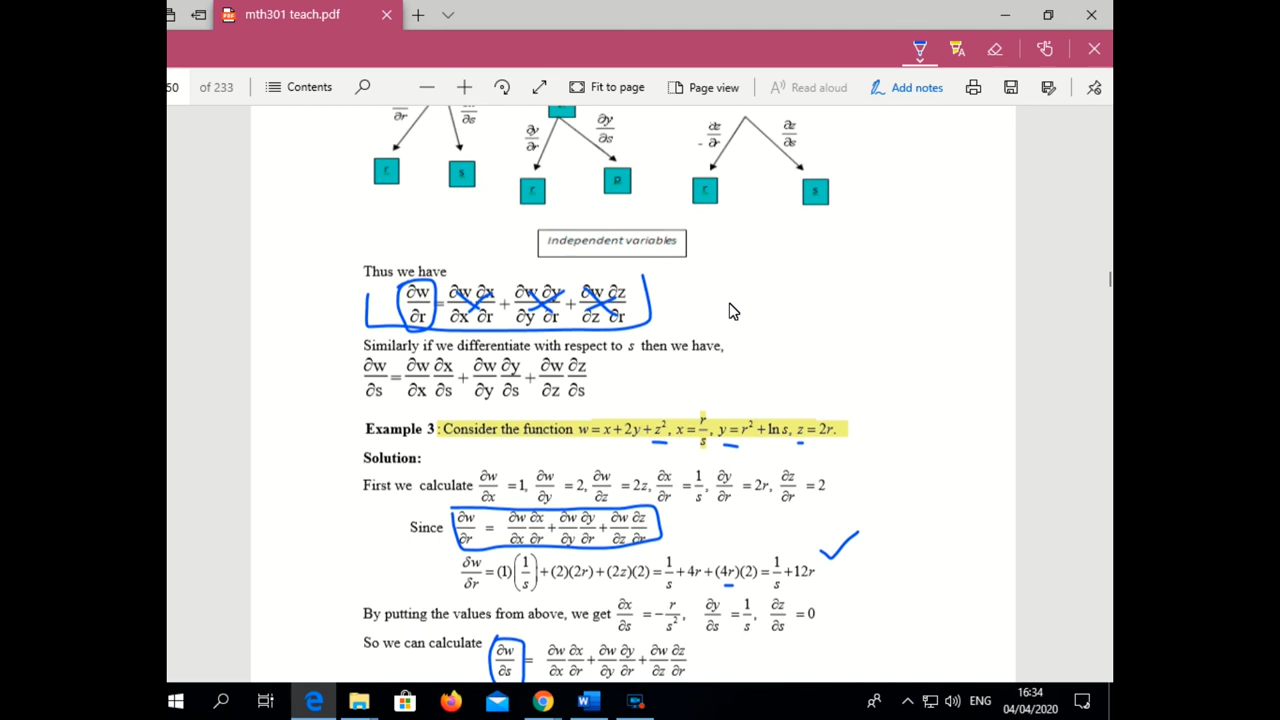 mth301 teach.pdf
50 of 233 Contents Fit to page Page view Read aloud Add notes
∂r ∂s ∂y/∂r ∂y/∂s ∂z/∂r ∂z/∂s
r s r p r s
Independent variables
Thus we have
∂w/∂r = ∂w/∂x ∂x/∂r + ∂w/∂y ∂y/∂r + ∂w/∂z ∂z/∂r
Similarly if we differentiate with respect to s then we have,
∂w/∂s = ∂w/∂x ∂x/∂s + ∂w/∂y ∂y/∂s + ∂w/∂z ∂z/∂s
Example 3: Consider the function w = x + 2y + z², x = r/s, y = r² + ln s, z = 2r.
Solution:
First we calculate ∂w/∂x = 1, ∂w/∂y = 2, ∂w/∂z = 2z, ∂x/∂r = 1/s, ∂y/∂r = 2r, ∂z/∂r = 2
Since ∂w/∂r = ∂w/∂x ∂x/∂r + ∂w/∂y ∂y/∂r + ∂w/∂z ∂z/∂r
δw/δr = (1)(1/s) + (2)(2r) + (2z)(2) = 1/s + 4r + (4r)(2) = 1/s + 12r
By putting the values from above, we get ∂x/∂s = −r/s², ∂y/∂s = 1/s, ∂z/∂s = 0
So we can calculate ∂w/∂s = ∂w/∂x ∂x/∂r + ∂w/∂y ∂y/∂r + ∂w/∂z ∂z/∂r
ENG
16:34
04/04/2020